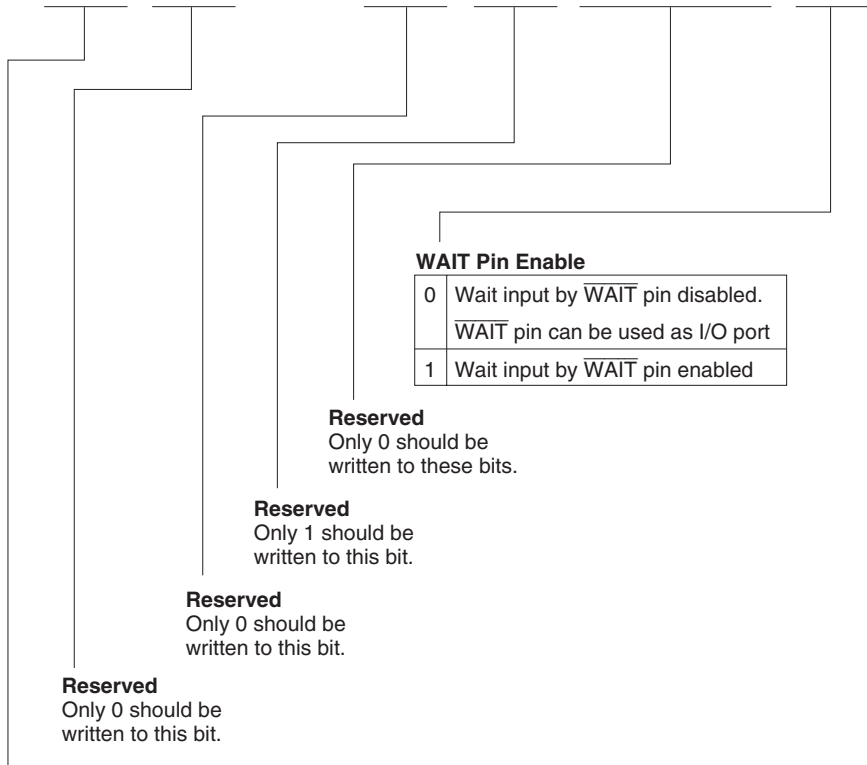 WAIT Pin Enable
0 Wait input by WAIT pin disabled.
WAIT pin can be used as I/O port
1 Wait input by WAIT pin enabled
Reserved
Only 0 should be
written to these bits.
Reserved
Only 1 should be
written to this bit.
Reserved
Only 0 should be
written to this bit.
Reserved
Only 0 should be
written to this bit.